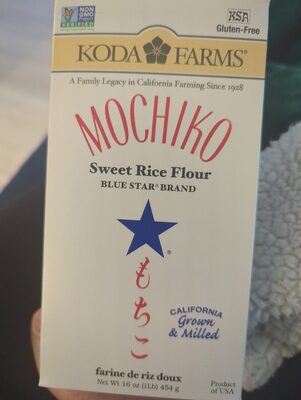 NON
GMO
Project
VERIFIED
KSA
Gluten-Free
KODA FARMS®
A Family Legacy in California Farming Since 1928
MOCHIKO
Sweet Rice Flour
BLUE STAR® BRAND
®
もちこ
CALIFORNIA
Grown
& Milled
farine de riz doux
Net Wt. 16 oz (1Lb) 454 g
Product
of USA